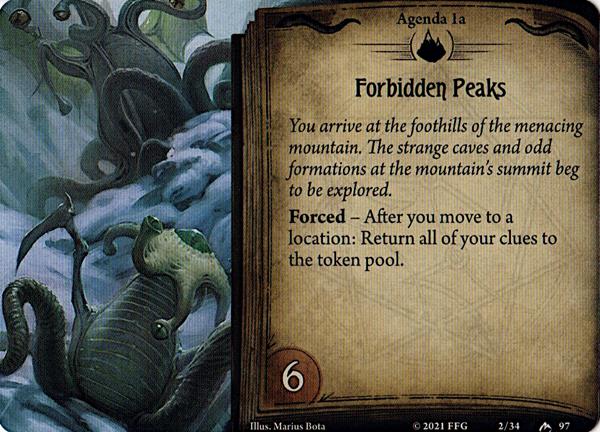 Agenda 1a
Forbidden Peaks
You arrive at the foothills of the menacing
mountain. The strange caves and odd
formations at the mountain's summit beg
to be explored.
Forced – After you move to a
location: Return all of your clues to
the token pool.
6
Illus. Marius Bota
© 2021 FFG
2/34
97